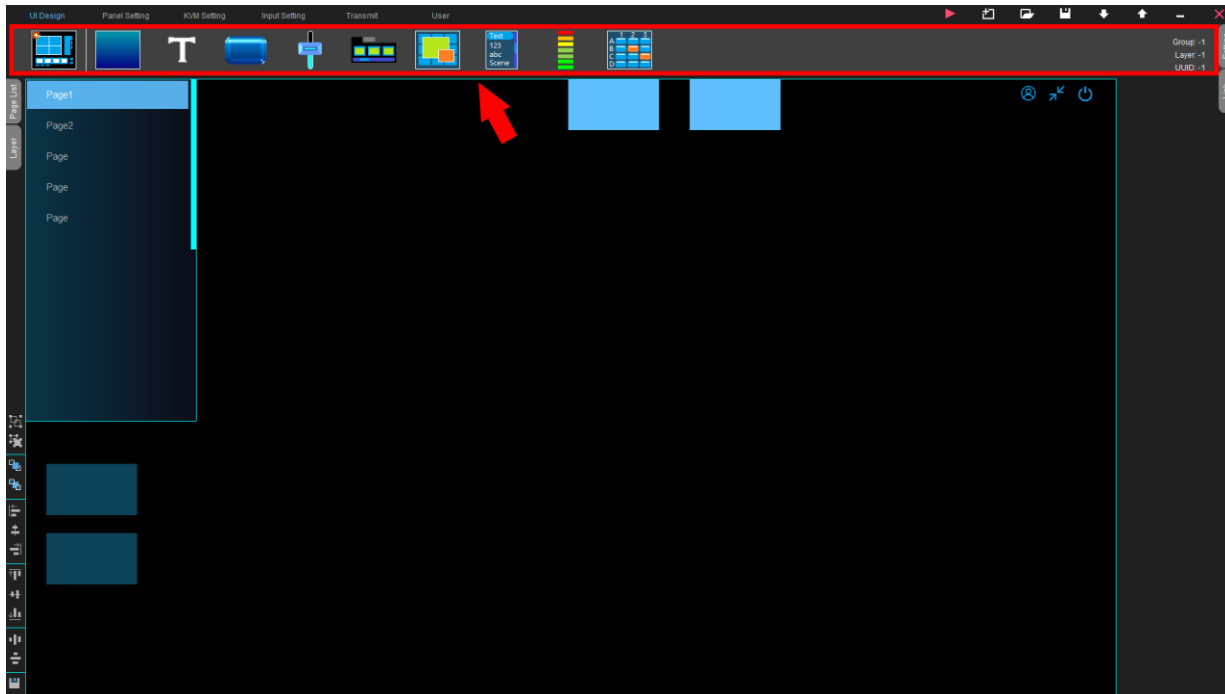 UI Design Panel Setting KVM Setting Input Setting Transmit User
T
Test
123
abc
Scene
1 2 3
A
B
C
D
Group: -1
Layer: -1
UUID: -1
Page List
Layer
Page1
Page2
Page
Page
Page